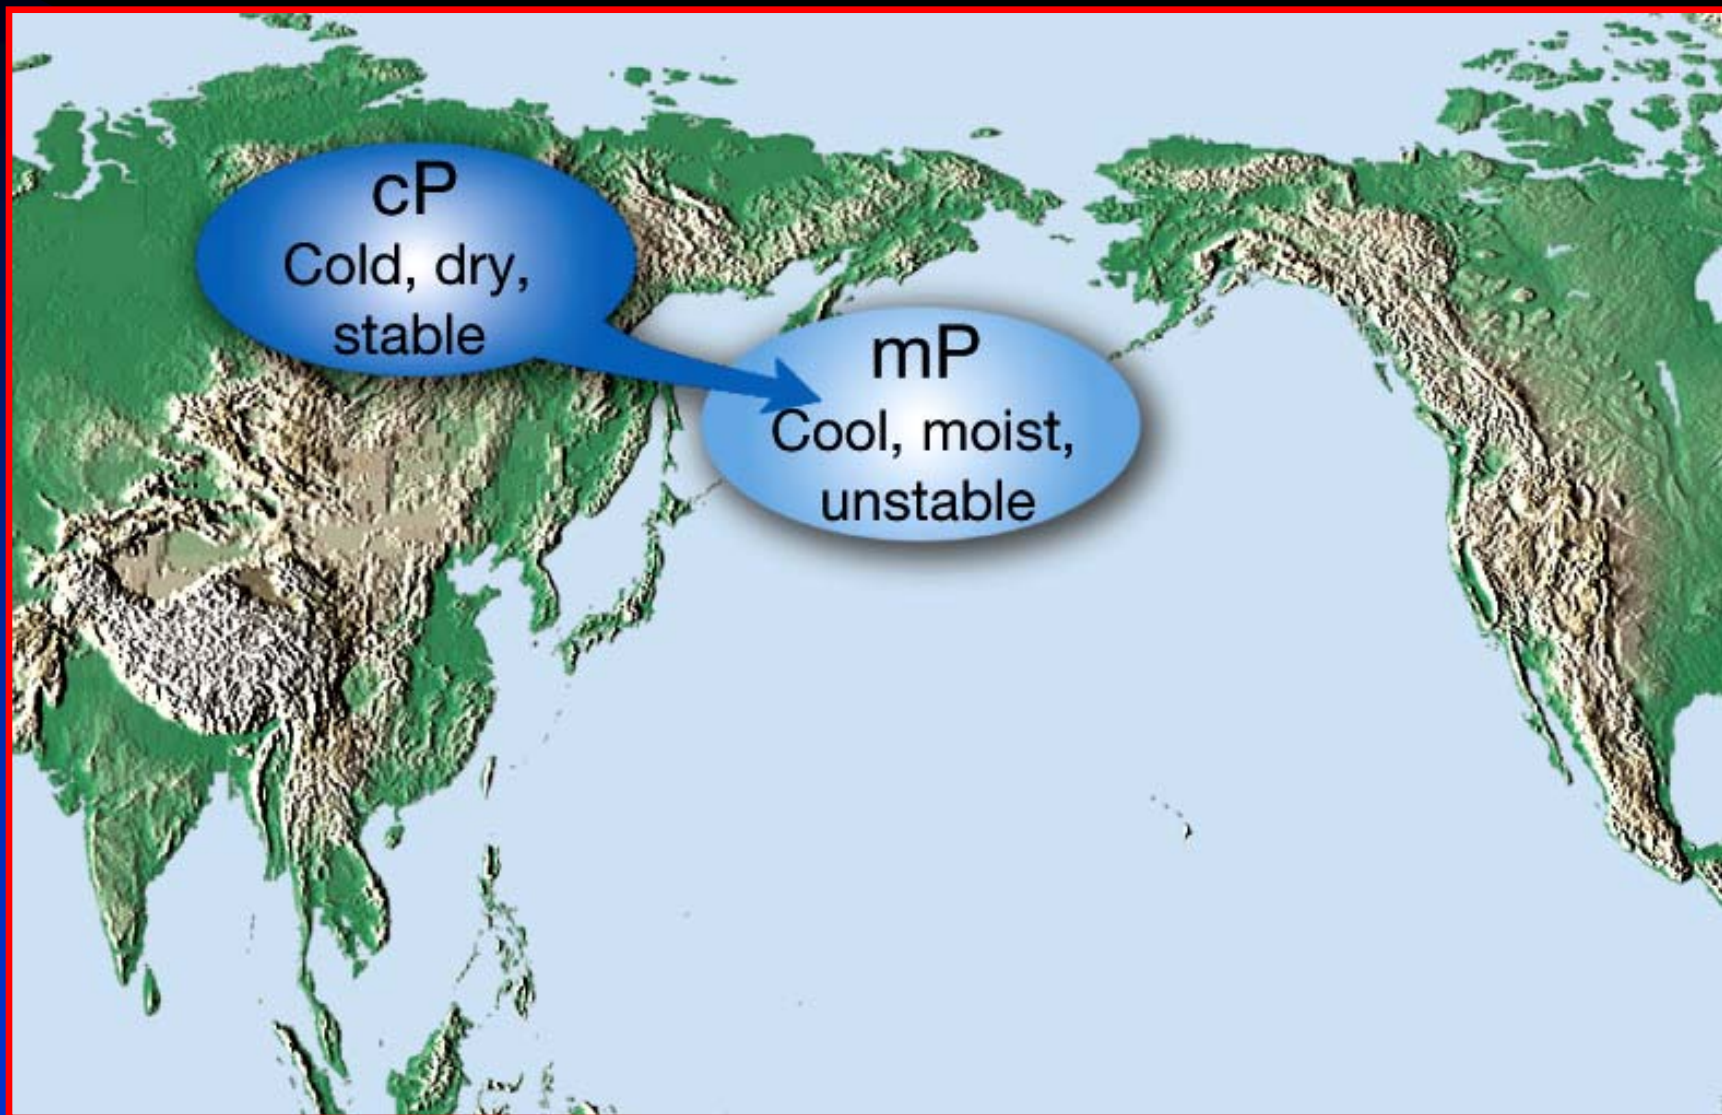 cP
Cold, dry,
stable
mP
Cool, moist,
unstable